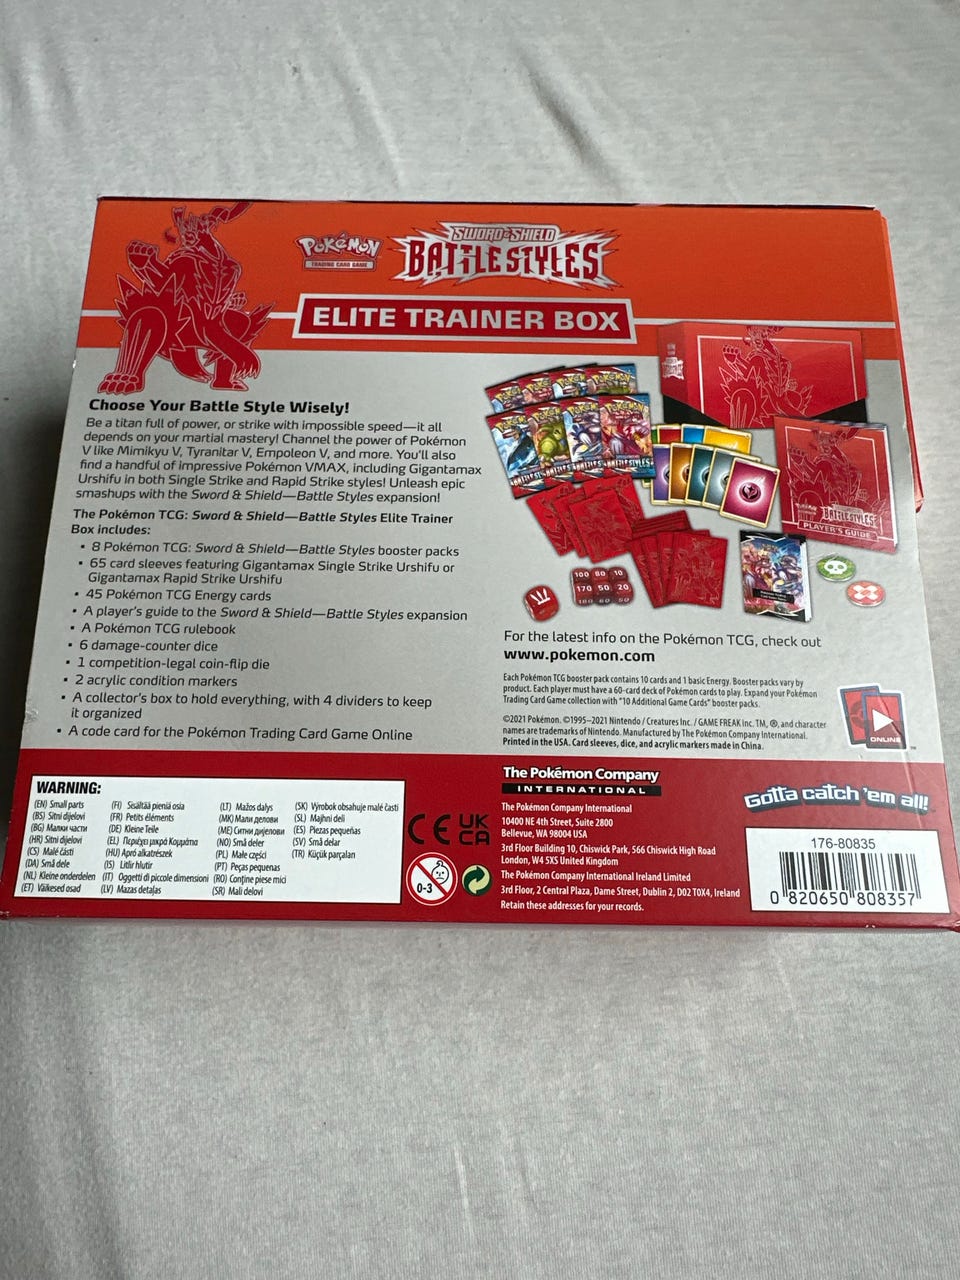 POKéMON
TRADING CARD GAME
SWORD & SHIELD
BATTLE STYLES
ELITE TRAINER BOX
Choose Your Battle Style Wisely!
Be a titan full of power, or strike with impossible speed—it all
depends on your martial mastery! Channel the power of Pokémon
V like Mimikyu V, Tyranitar V, Empoleon V, and more. You'll also
find a handful of impressive Pokémon VMAX, including Gigantamax
Urshifu in both Single Strike and Rapid Strike styles! Unleash epic
smashups with the Sword & Shield—Battle Styles expansion!
The Pokémon TCG: Sword & Shield—Battle Styles Elite Trainer
Box includes:
• 8 Pokémon TCG: Sword & Shield—Battle Styles booster packs
• 65 card sleeves featuring Gigantamax Single Strike Urshifu or
Gigantamax Rapid Strike Urshifu
• 45 Pokémon TCG Energy cards
• A player's guide to the Sword & Shield—Battle Styles expansion
• A Pokémon TCG rulebook
• 6 damage-counter dice
• 1 competition-legal coin-flip die
• 2 acrylic condition markers
• A collector's box to hold everything, with 4 dividers to keep
it organized
• A code card for the Pokémon Trading Card Game Online
BATTLE STYLES
PLAYER'S GUIDE
100 80 10
170 50 20
For the latest info on the Pokémon TCG, check out
www.pokemon.com
Each Pokémon TCG booster pack contains 10 cards and 1 basic Energy. Booster packs vary by
product. Each player must have a 60-card deck of Pokémon cards to play. Expand your Pokémon
Trading Card Game collection with "10 Additional Game Cards" booster packs.
©2021 Pokémon. ©1995–2021 Nintendo / Creatures Inc. / GAME FREAK inc. TM, ®, and character
names are trademarks of Nintendo. Manufactured by The Pokémon Company International.
Printed in the USA. Card sleeves, dice, and acrylic markers made in China.
ONLINE
™
WARNING:
(EN) Small parts
(BS) Sitni dijelovi
(BG) Малки части
(HR) Sitni dijelovi
(CS) Malé části
(DA) Små dele
(NL) Kleine onderdelen
(ET) Väikesed osad
(FI) Sisältää pieniä osia
(FR) Petits éléments
(DE) Kleine Teile
(EL) Περιέχει μικρά Κομμάτια
(HU) Apró alkatrészek
(IS) Litlir hlutir
(IT) Oggetti di piccole dimensioni
(LV) Mazas detaļas
(LT) Mažos dalys
(MK) Мали делови
(ME) Ситни дијелови
(NO) Små deler
(PL) Małe części
(PT) Peças pequenas
(RO) Conține piese mici
(SR) Mali delovi
(SK) Výrobok obsahuje malé časti
(SL) Majhni deli
(ES) Piezas pequeñas
(SV) Små delar
(TR) Küçük parçalan
CE UK
CA
0-3
The Pokémon Company
INTERNATIONAL
The Pokémon Company International
10400 NE 4th Street, Suite 2800
Bellevue, WA 98004 USA
3rd Floor Building 10, Chiswick Park, 566 Chiswick High Road
London, W4 5XS United Kingdom
The Pokémon Company International Ireland Limited
3rd Floor, 2 Central Plaza, Dame Street, Dublin 2, D02 T0X4, Ireland
Retain these addresses for your records.
Gotta catch 'em all!
176-80835
0 820650 808357